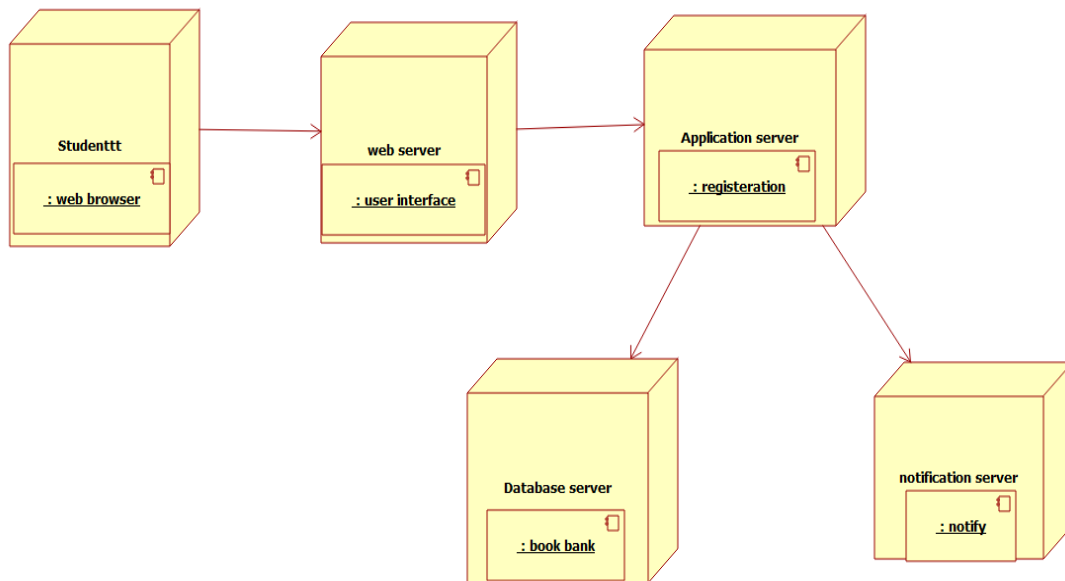 Studenttt
: web browser
web server
: user interface
Application server
: registeration
Database server
: book bank
notification server
: notify